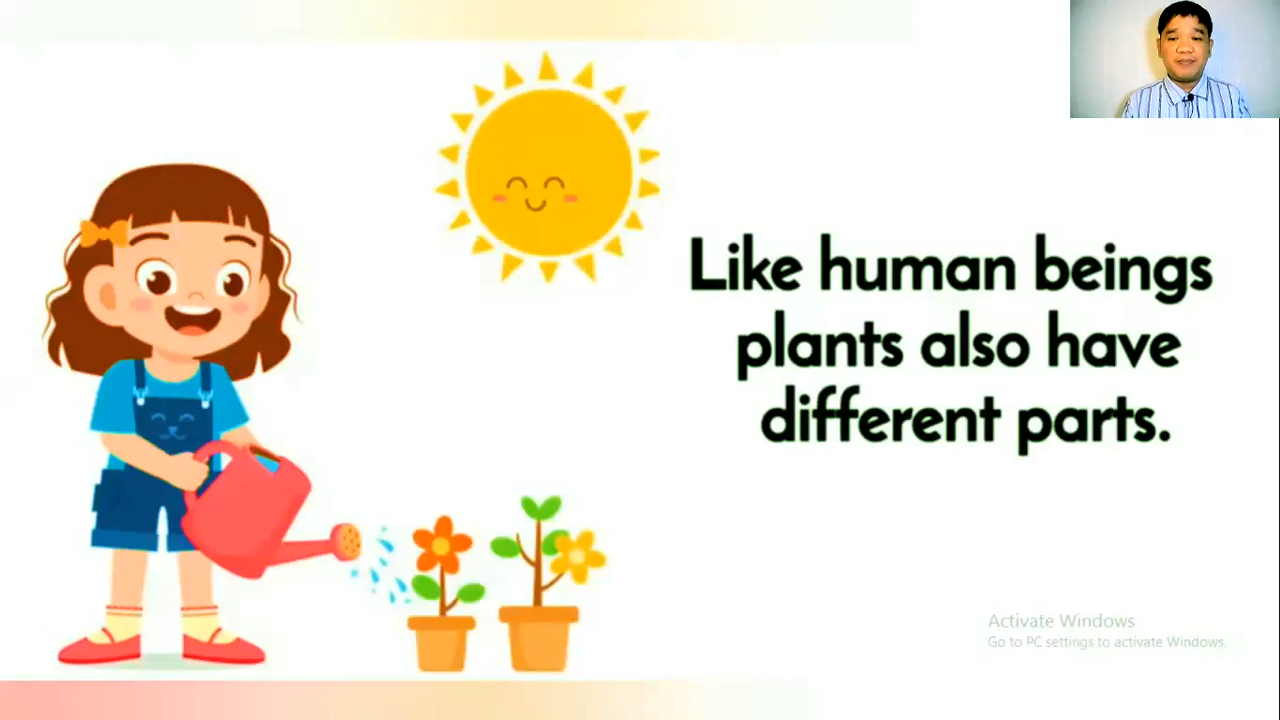 Like human beings
plants also have
different parts.
Activate Windows
Go to PC settings to activate Windows.